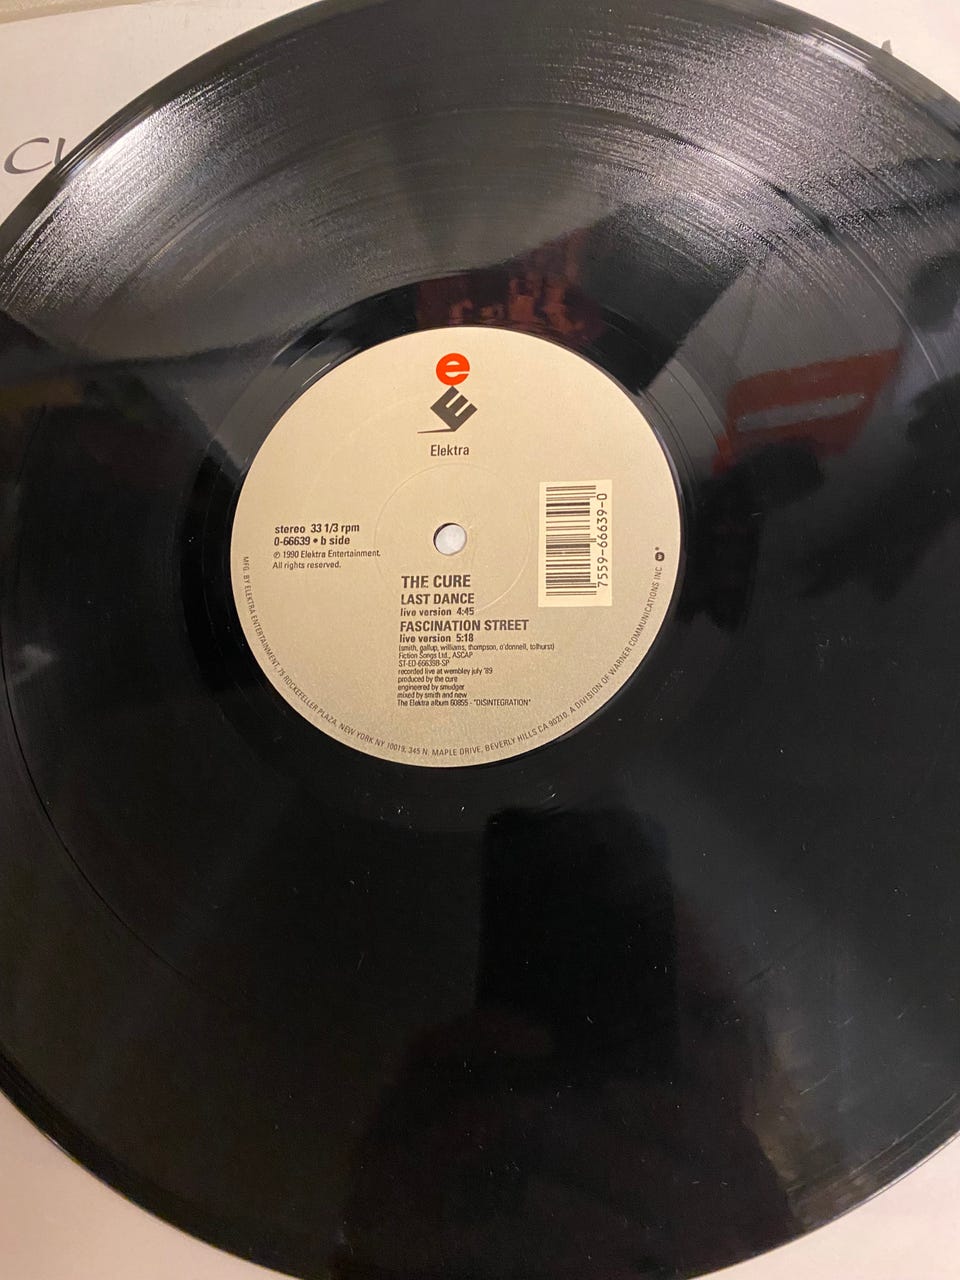 e
E
Elektra
stereo 33 1/3 rpm
0-66639 • b side
℗ 1990 Elektra Entertainment.
All rights reserved.
7559-66639-0
THE CURE
LAST DANCE
live version 4:45
FASCINATION STREET
live version 5:18
(smith, gallup, williams, thompson, o'donnell, tolhurst)
Fiction Songs Ltd., ASCAP
ST-ED-66639B-SP
recorded live at wembley july '89
produced by the cure
engineered by smudger
mixed by smith and new
The Elektra album 60855 - "DISINTEGRATION"
MFG. BY ELEKTRA ENTERTAINMENT, 75 ROCKEFELLER PLAZA, NEW YORK NY 10019, 345 N. MAPLE DRIVE, BEVERLY HILLS CA 90210. A DIVISION OF WARNER COMMUNICATIONS INC.